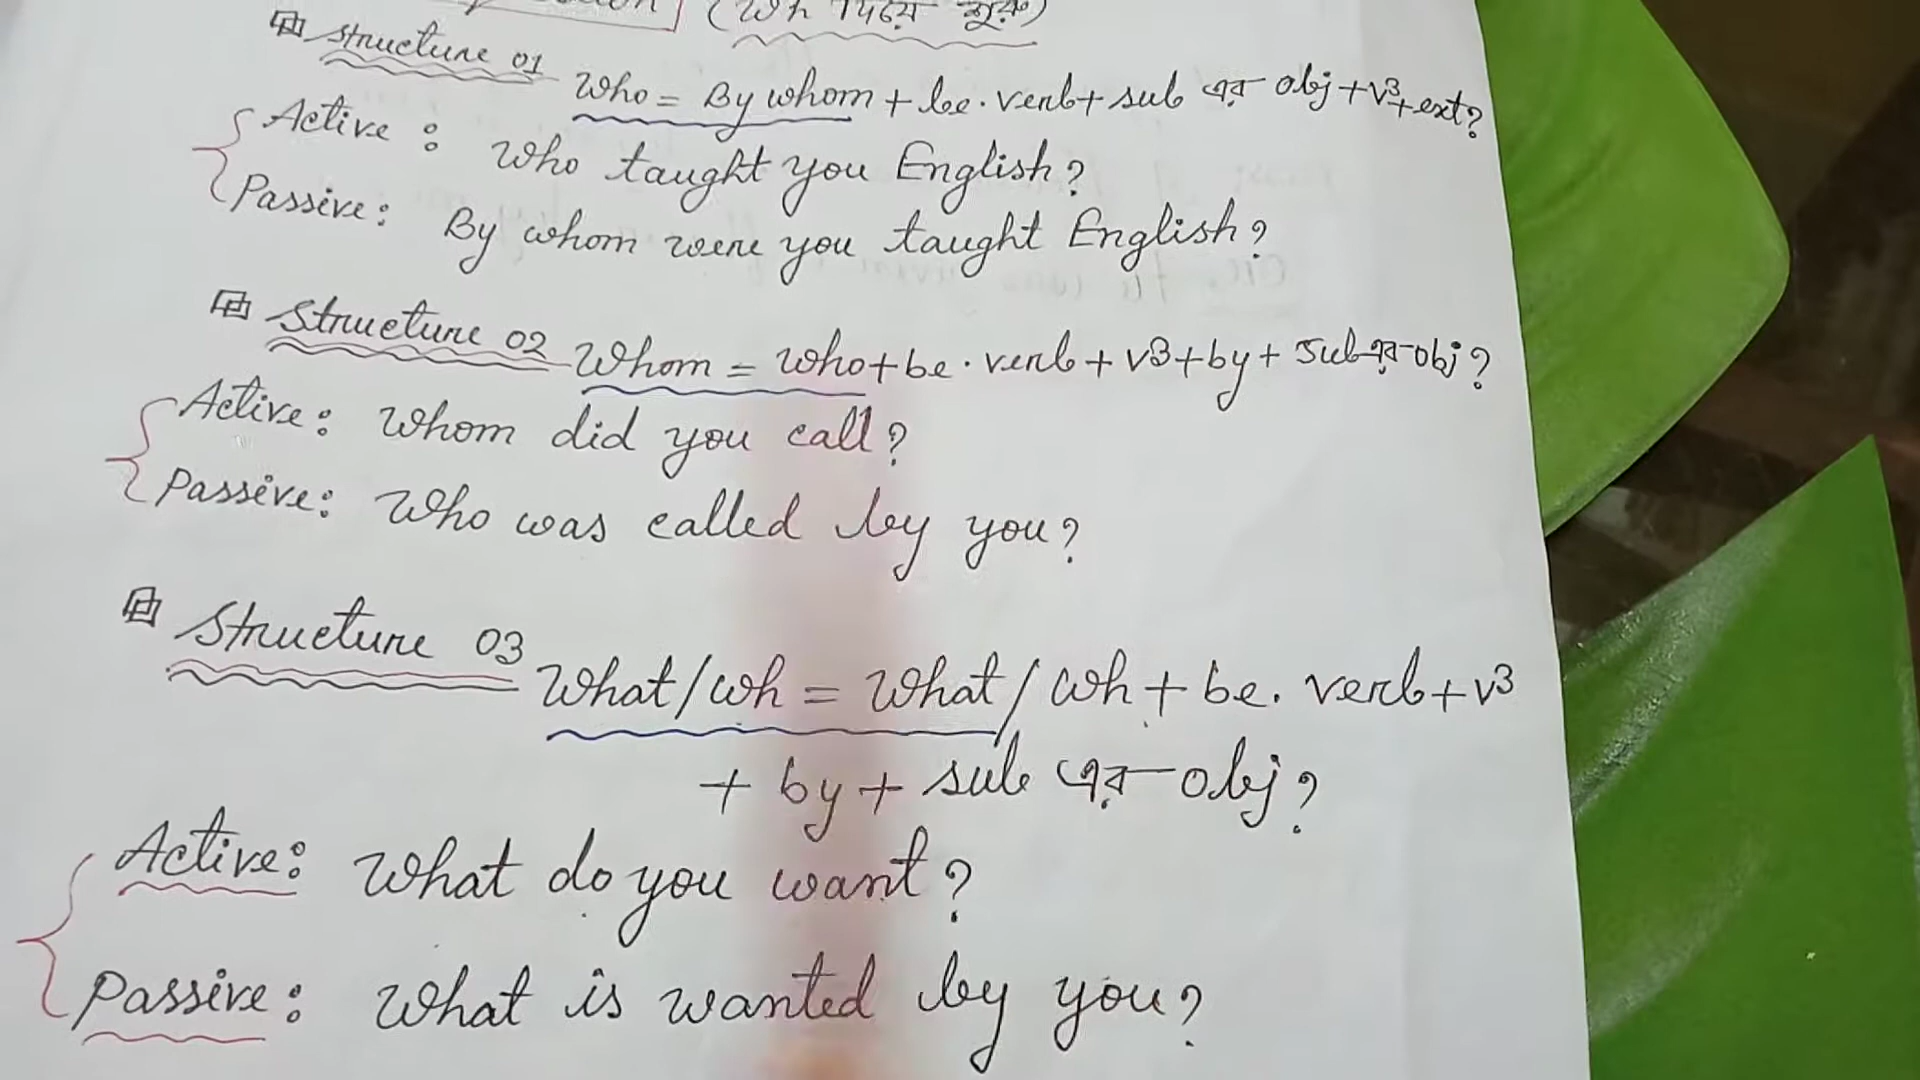 (Wh দিয়ে শুরু)
Structure 01 Who = By whom + be. verb + sub এর obj + v3 + ext?
Active : Who taught you English?
Passive : By whom were you taught English?
Structure 02 Whom = who + be. verb + v3 + by + sub এর obj?
Active : Whom did you call?
Passive : Who was called by you?
Structure 03 What/wh = what/wh + be. verb + v3
+ by + sub এর obj?
Active : What do you want?
Passive : What is wanted by you?